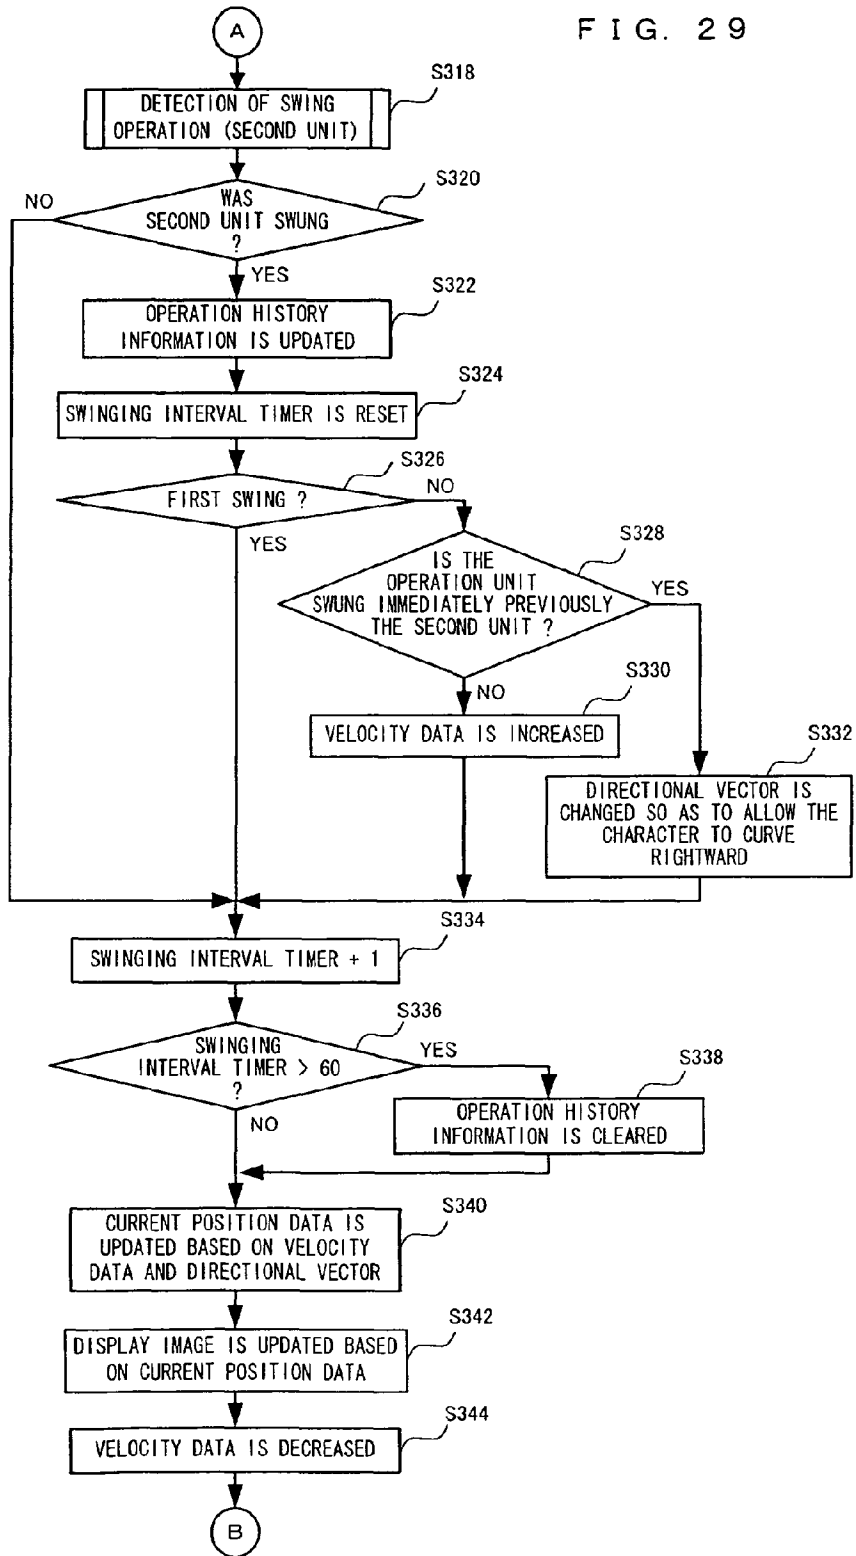 FIG. 29
A
S318
DETECTION OF SWING
OPERATION (SECOND UNIT)
S320
NO
WAS
SECOND UNIT SWUNG
?
YES
S322
OPERATION HISTORY
INFORMATION IS UPDATED
S324
SWINGING INTERVAL TIMER IS RESET
S326
FIRST SWING ?
NO
YES
S328
IS THE
OPERATION UNIT
SWUNG IMMEDIATELY PREVIOUSLY
THE SECOND UNIT ?
YES
NO
S330
VELOCITY DATA IS INCREASED
S332
DIRECTIONAL VECTOR IS
CHANGED SO AS TO ALLOW THE
CHARACTER TO CURVE
RIGHTWARD
S334
SWINGING INTERVAL TIMER + 1
S336
SWINGING
INTERVAL TIMER > 60
?
YES
NO
S338
OPERATION HISTORY
INFORMATION IS CLEARED
S340
CURRENT POSITION DATA IS
UPDATED BASED ON VELOCITY
DATA AND DIRECTIONAL VECTOR
S342
DISPLAY IMAGE IS UPDATED BASED
ON CURRENT POSITION DATA
S344
VELOCITY DATA IS DECREASED
B